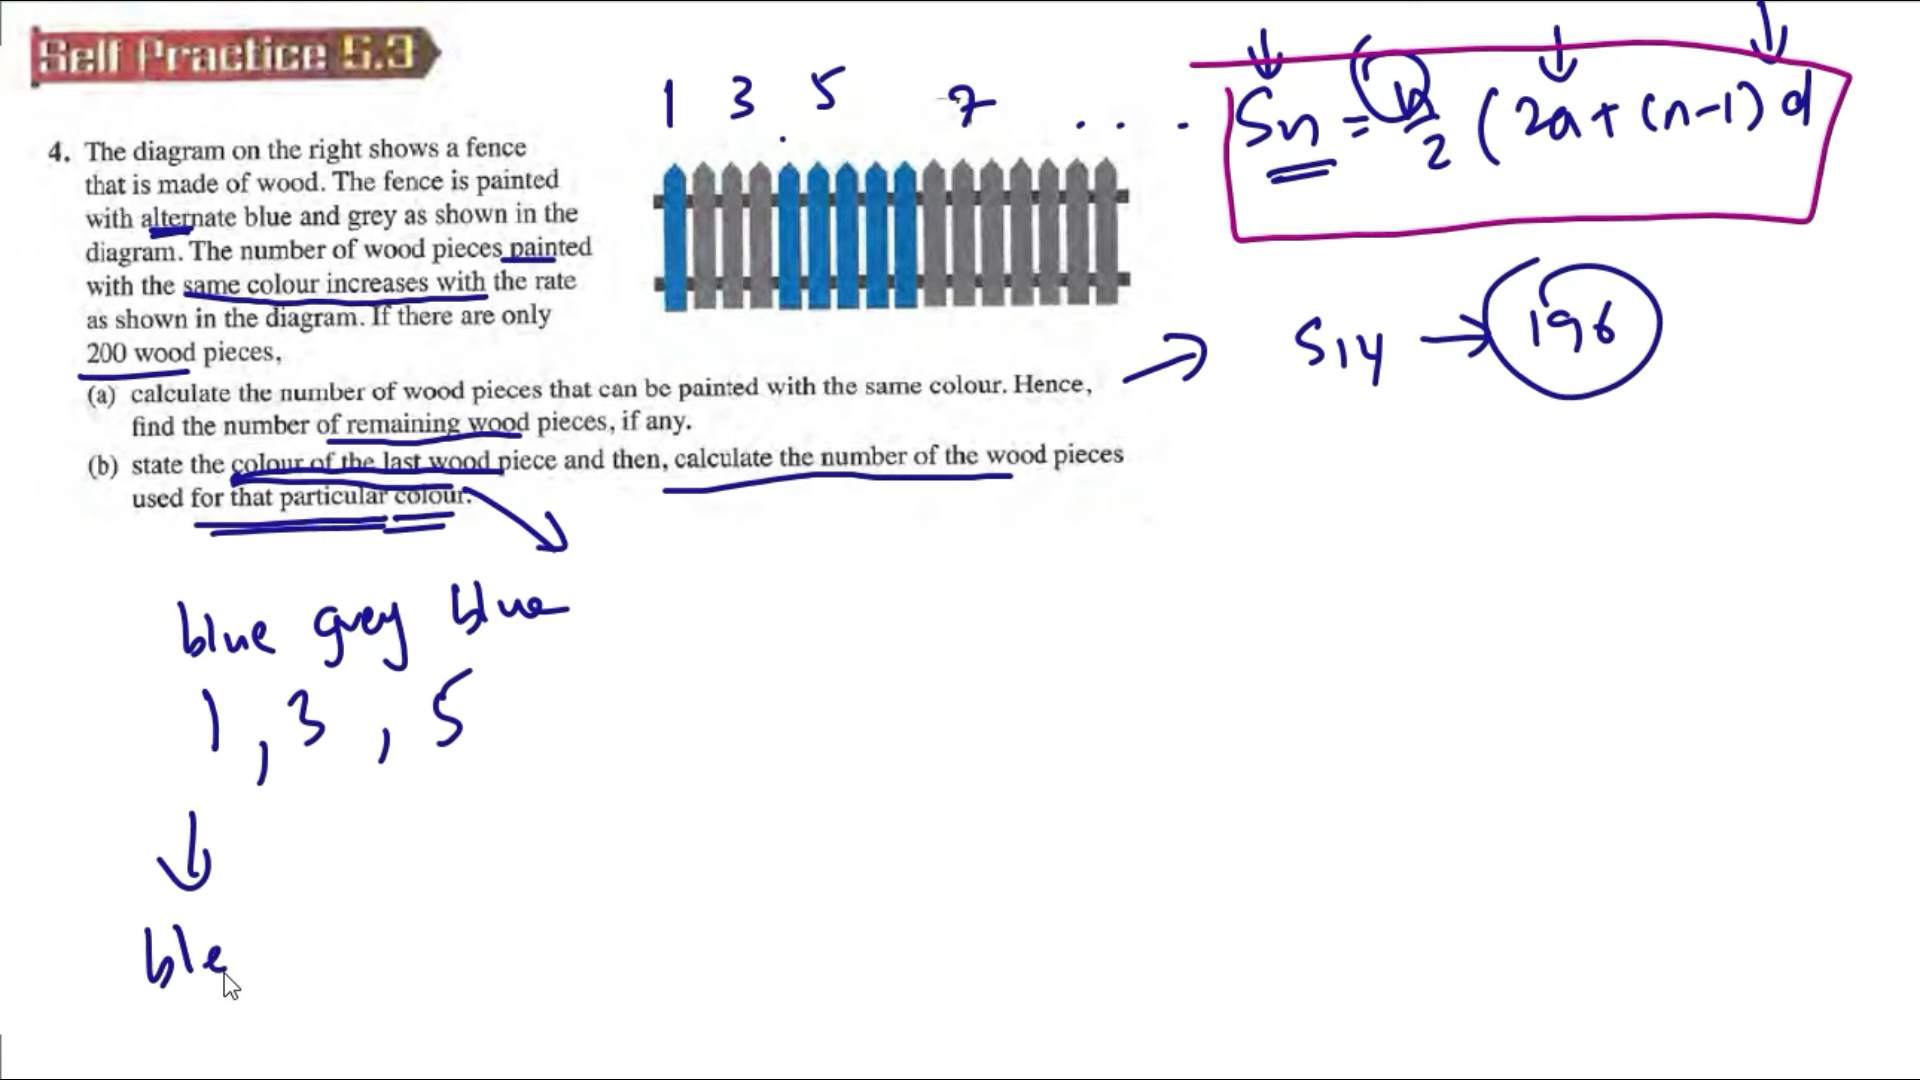 Self Practice 5.3
1 3 5 7 ....
Sn = n/2 (2a + (n-1) d
4. The diagram on the right shows a fence
that is made of wood. The fence is painted
with alternate blue and grey as shown in the
diagram. The number of wood pieces painted
with the same colour increases with the rate
as shown in the diagram. If there are only
200 wood pieces,
S14 → 196
(a) calculate the number of wood pieces that can be painted with the same colour. Hence,
find the number of remaining wood pieces, if any.
(b) state the colour of the last wood piece and then, calculate the number of the wood pieces
used for that particular colour.
blue grey blue
1 , 3 , 5
ble